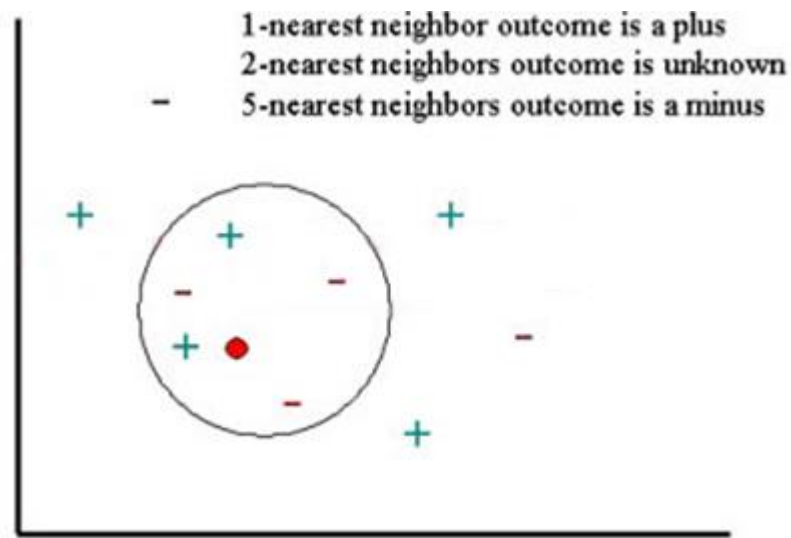 1-nearest neighbor outcome is a plus
2-nearest neighbors outcome is unknown
5-nearest neighbors outcome is a minus